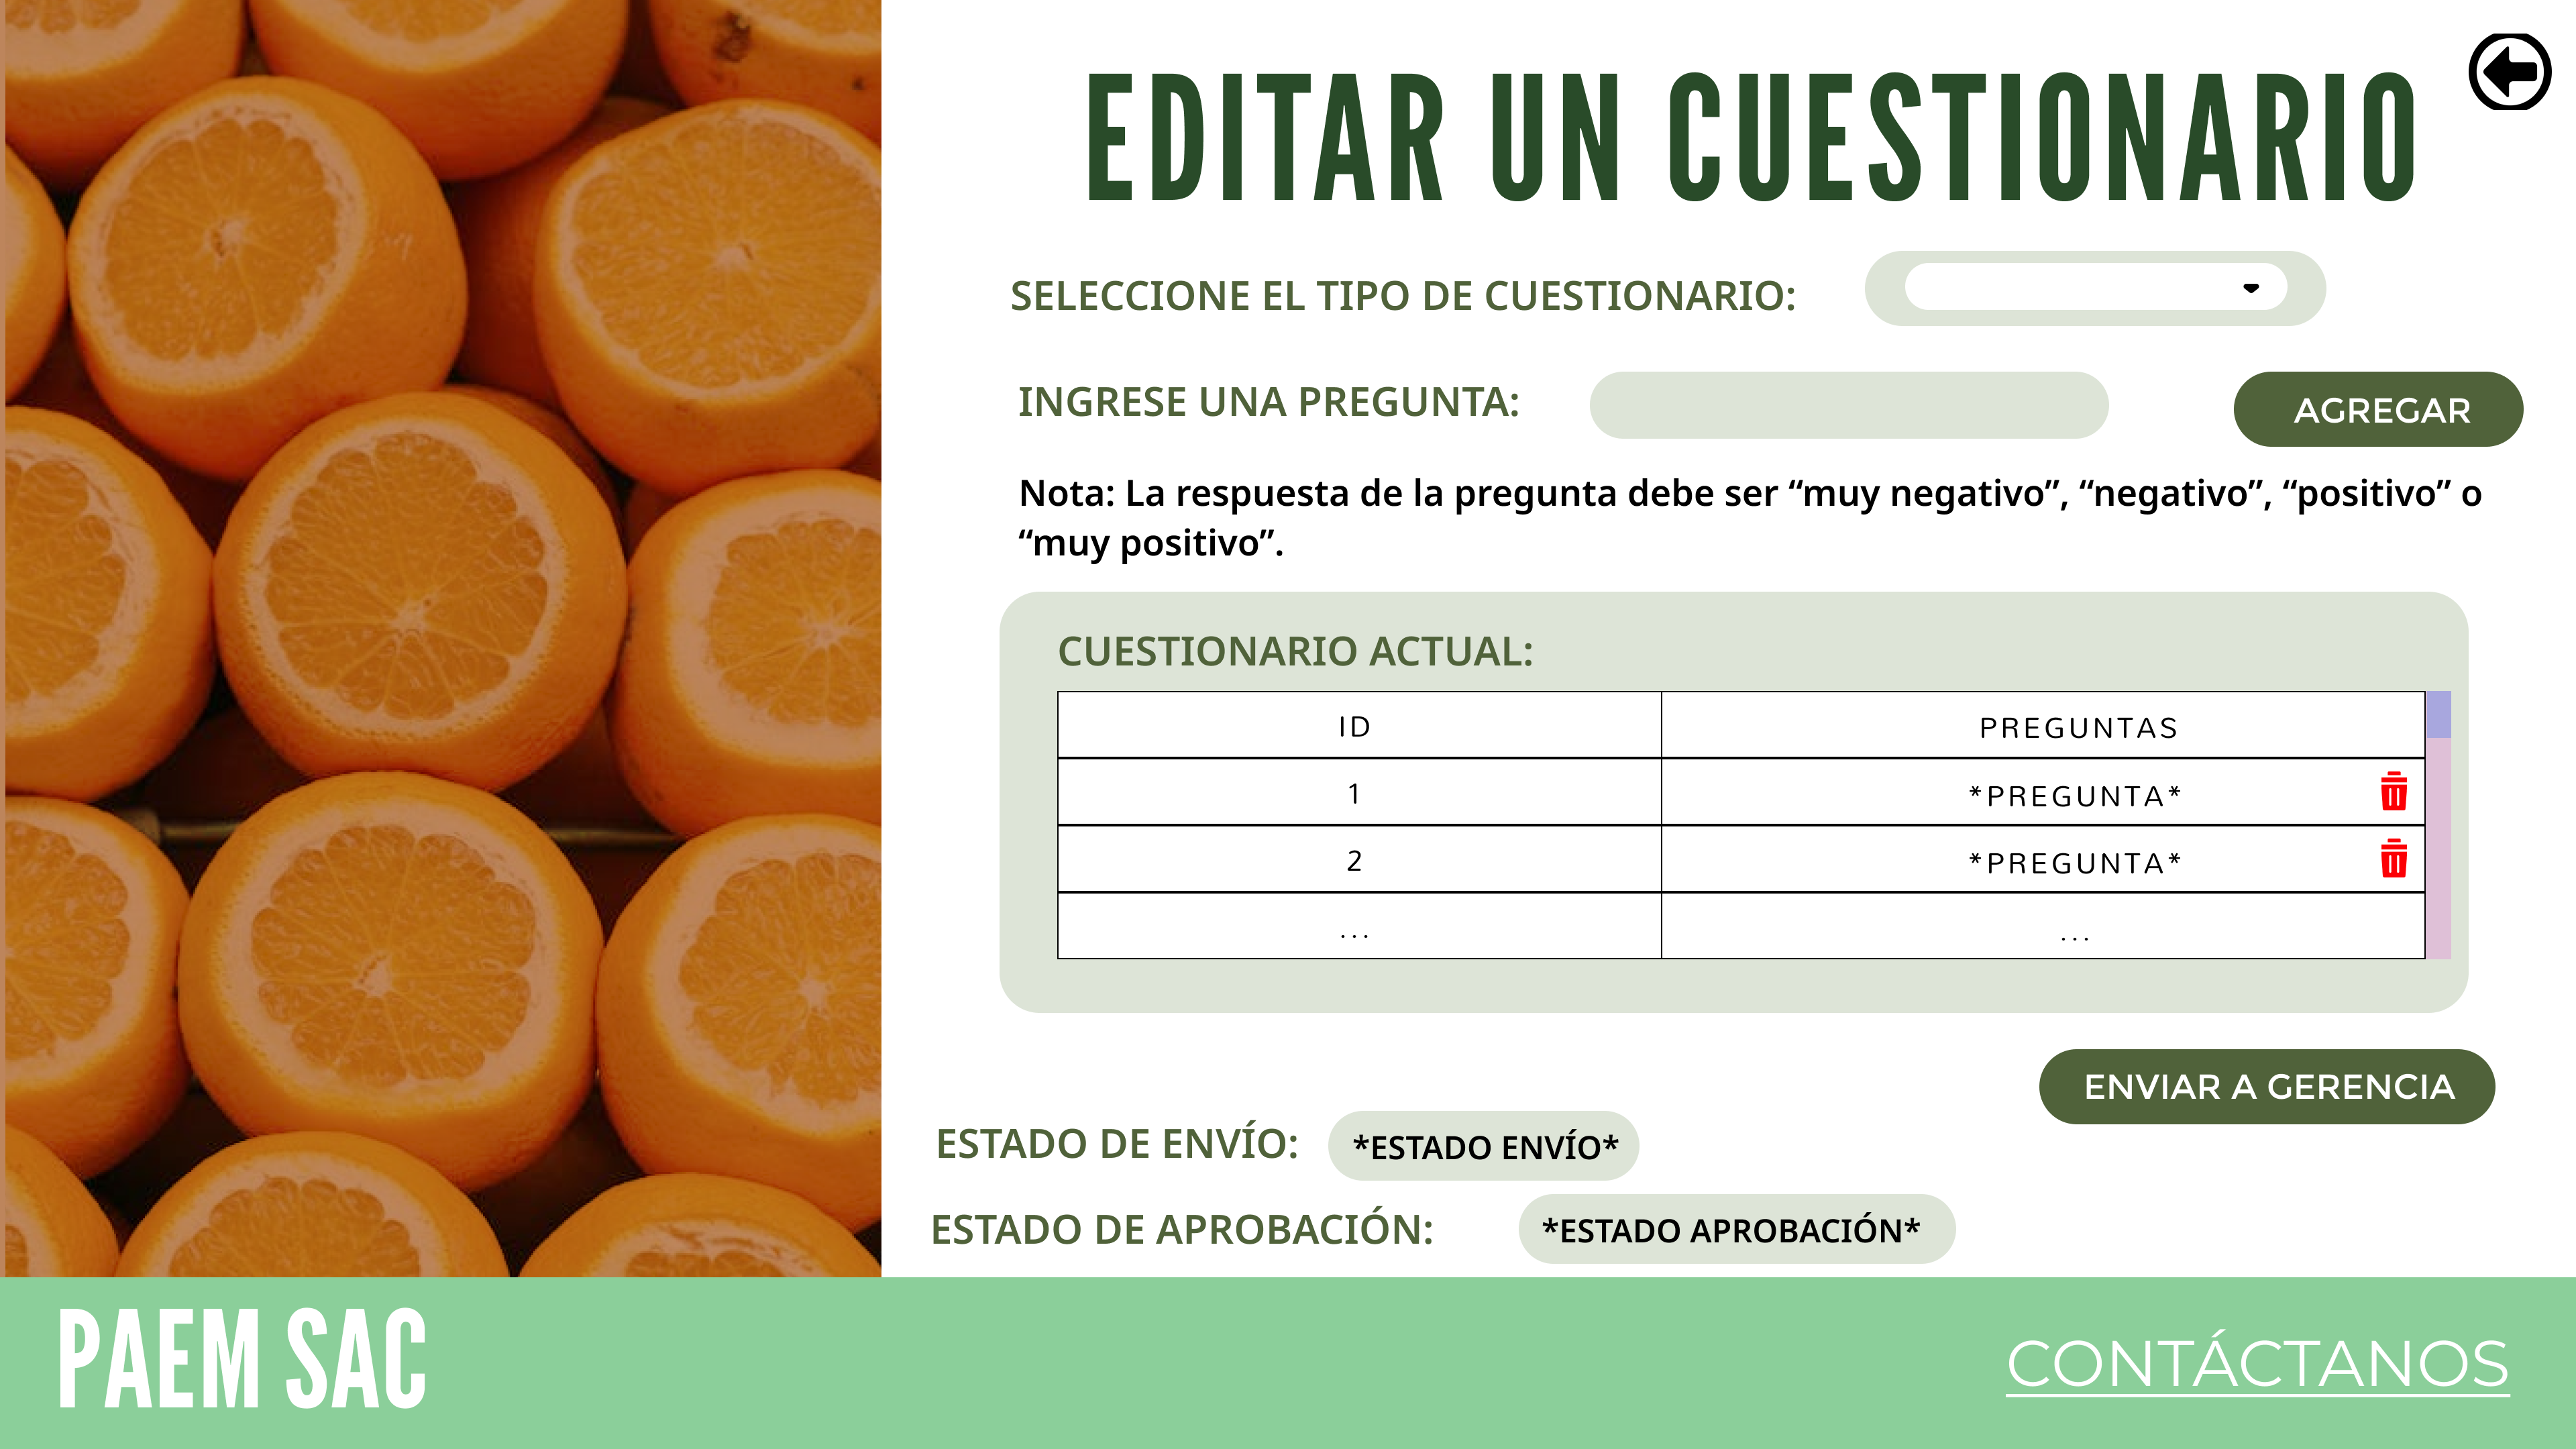 EDITAR UN CUESTIONARIO
SELECCIONE EL TIPO DE CUESTIONARIO:
INGRESE UNA PREGUNTA:
AGREGAR
Nota: La respuesta de la pregunta debe ser “muy negativo”, “negativo”, “positivo” o
“muy positivo”.
CUESTIONARIO ACTUAL:
ID PREGUNTAS
1 *PREGUNTA*
2 *PREGUNTA*
... ...
ENVIAR A GERENCIA
ESTADO DE ENVÍO: *ESTADO ENVÍO*
ESTADO DE APROBACIÓN: *ESTADO APROBACIÓN*
PAEM SAC
CONTÁCTANOS